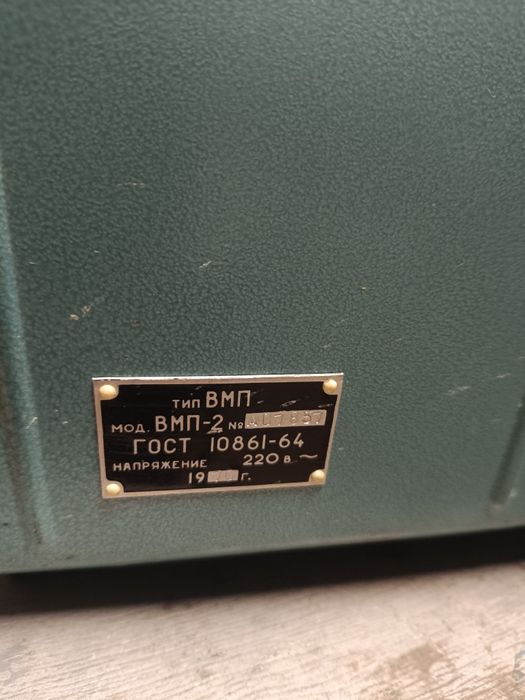 ТИП ВМП
МОД. ВМП-2 №
ГОСТ 10861-64
НАПРЯЖЕНИЕ 220 В. ~
19 Г.